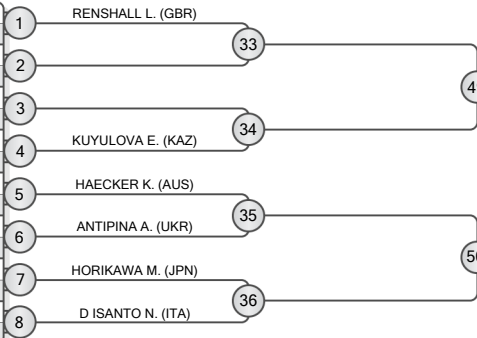 1
RENSHALL L. (GBR)
33
2
3
34
4
KUYULOVA E. (KAZ)
5
HAECKER K. (AUS)
35
6
ANTIPINA A. (UKR)
7
HORIKAWA M. (JPN)
36
8
D ISANTO N. (ITA)